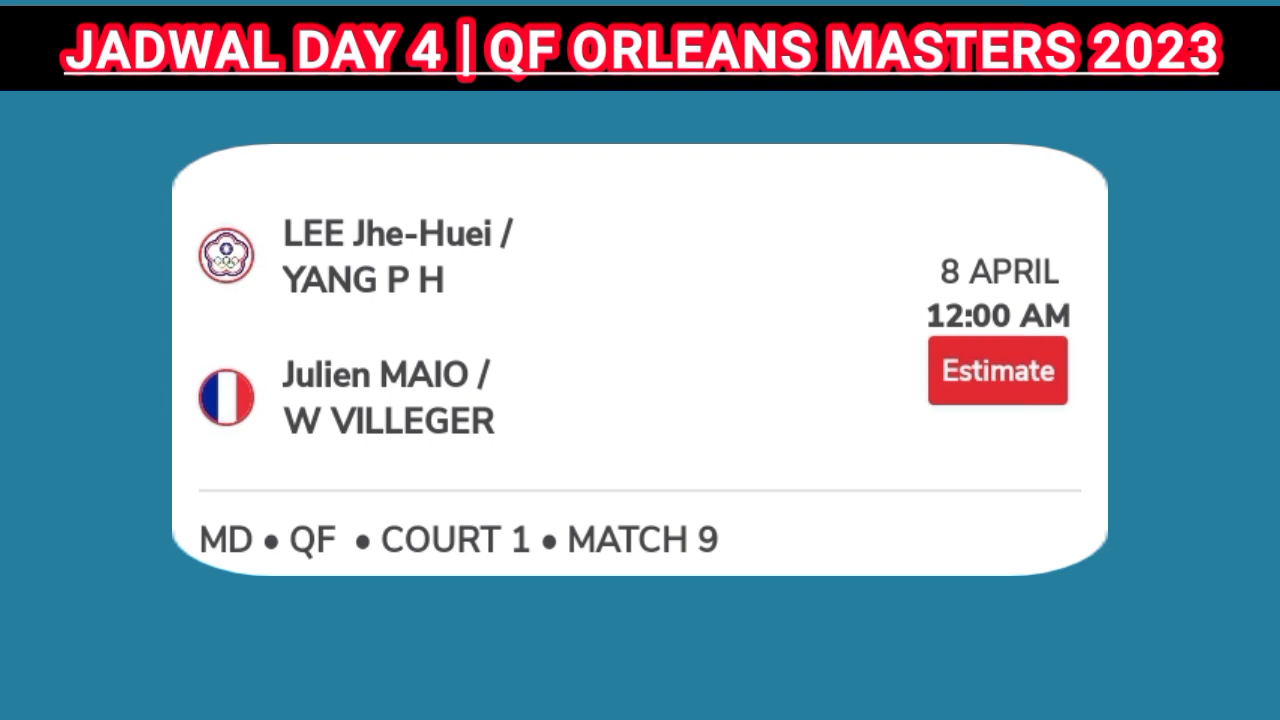 JADWAL DAY 4 | QF ORLEANS MASTERS 2023
LEE Jhe-Huei /
YANG P H
8 APRIL
12:00 AM
Estimate
Julien MAIO /
W VILLEGER
MD • QF • COURT 1 • MATCH 9